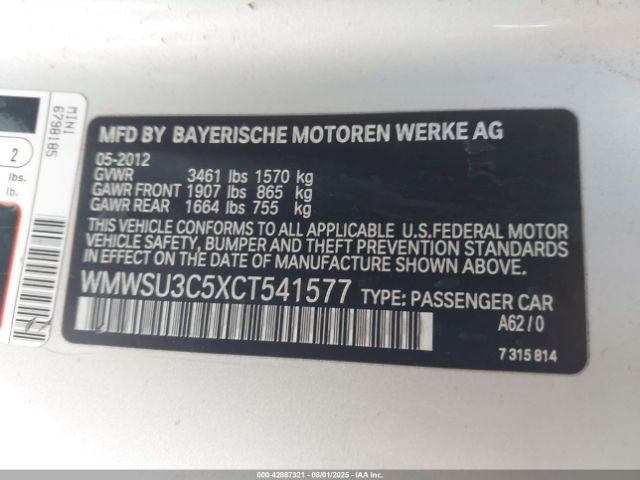 MINI
6798185
2
lbs.
lb.
MFD BY BAYERISCHE MOTOREN WERKE AG
05-2012
GVWR 3461 lbs 1570 kg
GAWR FRONT 1907 lbs 865 kg
GAWR REAR 1664 lbs 755 kg
THIS VEHICLE CONFORMS TO ALL APPLICABLE U.S.FEDERAL MOTOR
VEHICLE SAFETY, BUMPER AND THEFT PREVENTION STANDARDS
IN EFFECT ON THE DATE OF MANUFACTURE SHOWN ABOVE.
WMWSU3C5XCT541577 TYPE: PASSENGER CAR
A62/0
7 315 814
000-42887321 - 08/01/2025 - IAAI.COM